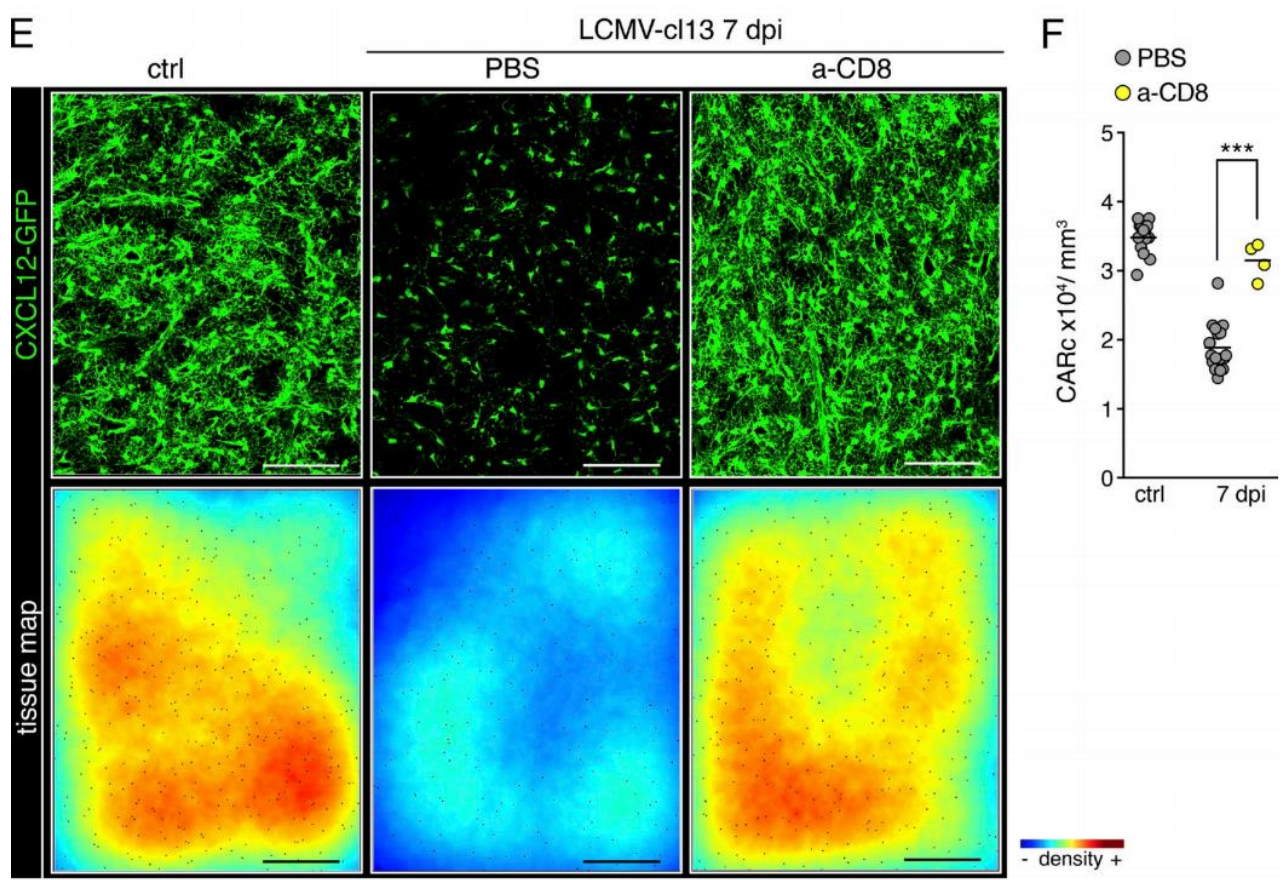 E
LCMV-cl13 7 dpi
ctrl
PBS
a-CD8
CXCL12-GFP
tissue map
- density +
F
PBS
a-CD8
***
CARc x10⁴/ mm³
5
4
3
2
1
0
ctrl
7 dpi